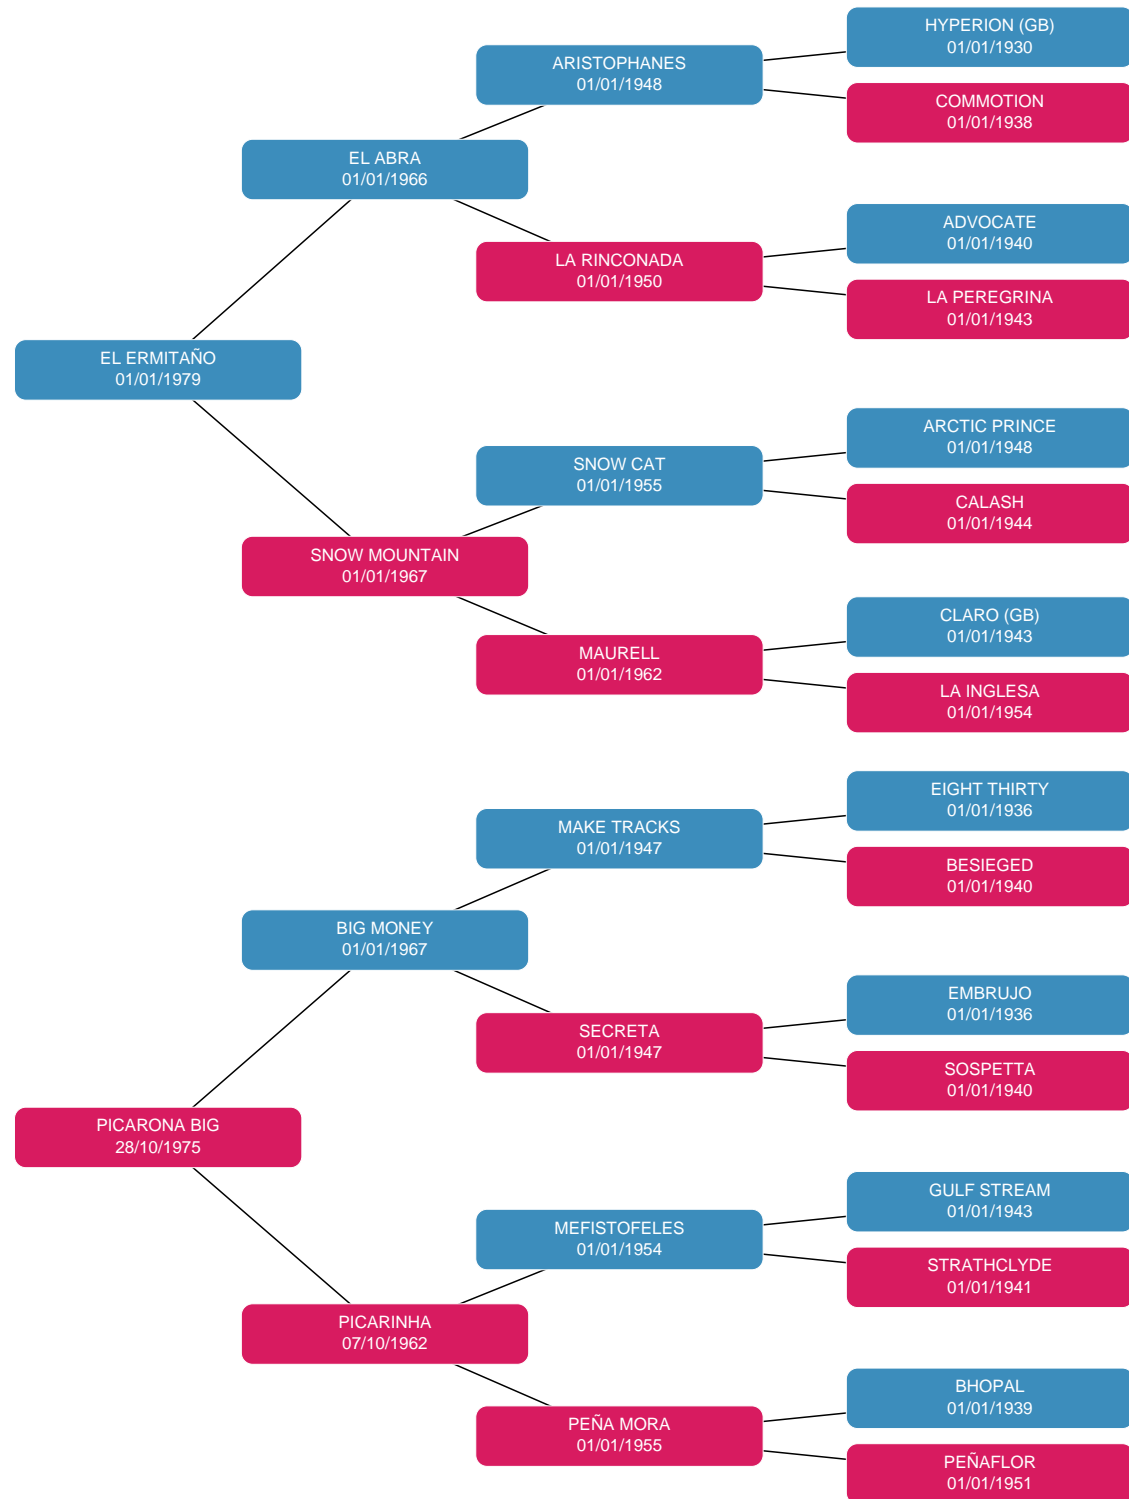 HYPERION (GB)
01/01/1930
ARISTOPHANES
01/01/1948
COMMOTION
01/01/1938
EL ABRA
01/01/1966
ADVOCATE
01/01/1940
LA RINCONADA
01/01/1950
LA PEREGRINA
01/01/1943
EL ERMITAÑO
01/01/1979
ARCTIC PRINCE
01/01/1948
SNOW CAT
01/01/1955
CALASH
01/01/1944
SNOW MOUNTAIN
01/01/1967
CLARO (GB)
01/01/1943
MAURELL
01/01/1962
LA INGLESA
01/01/1954
EIGHT THIRTY
01/01/1936
MAKE TRACKS
01/01/1947
BESIEGED
01/01/1940
BIG MONEY
01/01/1967
EMBRUJO
01/01/1936
SECRETA
01/01/1947
SOSPETTA
01/01/1940
PICARONA BIG
28/10/1975
GULF STREAM
01/01/1943
MEFISTOFELES
01/01/1954
STRATHCLYDE
01/01/1941
PICARINHA
07/10/1962
BHOPAL
01/01/1939
PEÑA MORA
01/01/1955
PEÑAFLOR
01/01/1951